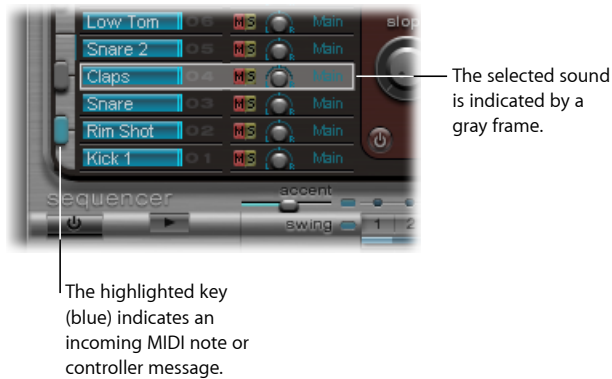 Low Tom 06 M S L R Main
Snare 2 05 M S L R Main
Claps 04 M S L R Main
Snare 03 M S L R Main
Rim Shot 02 M S L R Main
Kick 1 01 M S L R Main
slop
The selected sound
is indicated by a
gray frame.
sequencer
accent
swing 1 2
The highlighted key
(blue) indicates an
incoming MIDI note or
controller message.